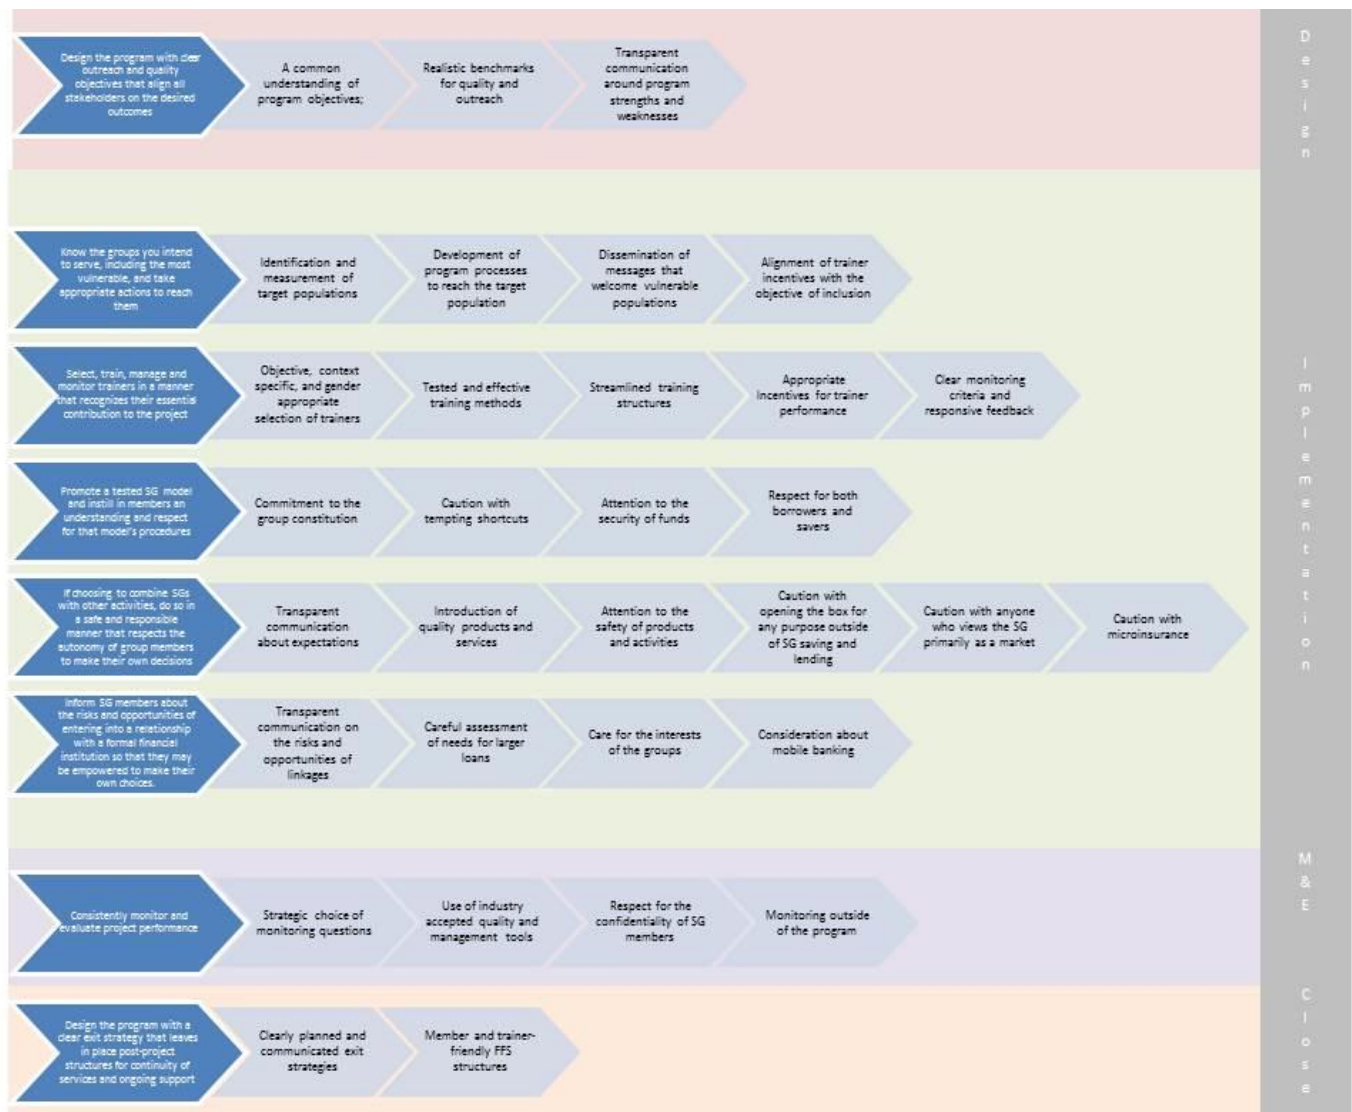 Design the program with clear
outreach and quality
objectives that align all
stakeholders on the desired
outcomes
A common
understanding of
program objectives;
Realistic benchmarks
for quality and
outreach
Transparent
communication
around program
strengths and
weaknesses
Design
Know the groups you intend
to serve, including the most
vulnerable, and take
appropriate actions to reach
them
Identification and
measurement of
target populations
Development of
program processes
to reach the target
population
Dissemination of
messages that
welcome vulnerable
populations
Alignment of trainer
incentives with the
objective of inclusion
Select, train, manage and
monitor trainers in a manner
that recognizes their essential
contribution to the project
Objective, context
specific, and gender
appropriate
selection of trainers
Tested and effective
training methods
Streamlined training
structures
Appropriate
Incentives for trainer
performance
Clear monitoring
criteria and
responsive feedback
Promote a tested SG model
and instill in members an
understanding and respect
for that model's procedures
Commitment to the
group constitution
Caution with
tempting shortcuts
Attention to the
security of funds
Respect for both
borrowers and
savers
If choosing to combine SGs
with other activities, do so in
a safe and responsible
manner that respects the
autonomy of group members
to make their own decisions
Transparent
communication
about expectations
Introduction of
quality products and
services
Attention to the
safety of products
and activities
Caution with
opening the box for
any purpose outside
of SG saving and
lending
Caution with anyone
who views the SG
primarily as a market
Caution with
microinsurance
Inform SG members about
the risks and opportunities of
entering into a relationship
with a formal financial
institution so that they may
be empowered to make their
own choices.
Transparent
communication on
the risks and
opportunities of
linkages
Careful assessment
of needs for larger
loans
Care for the interests
of the groups
Consideration about
mobile banking
Implementation
Consistently monitor and
evaluate project performance
Strategic choice of
monitoring questions
Use of industry
accepted quality and
management tools
Respect for the
confidentiality of SG
members
Monitoring outside
of the program
M&E
Design the program with a
clear exit strategy that leaves
in place post-project
structures for continuity of
services and ongoing support
Clearly planned and
communicated exit
strategies
Member and trainer-
friendly FFS
structures
Close